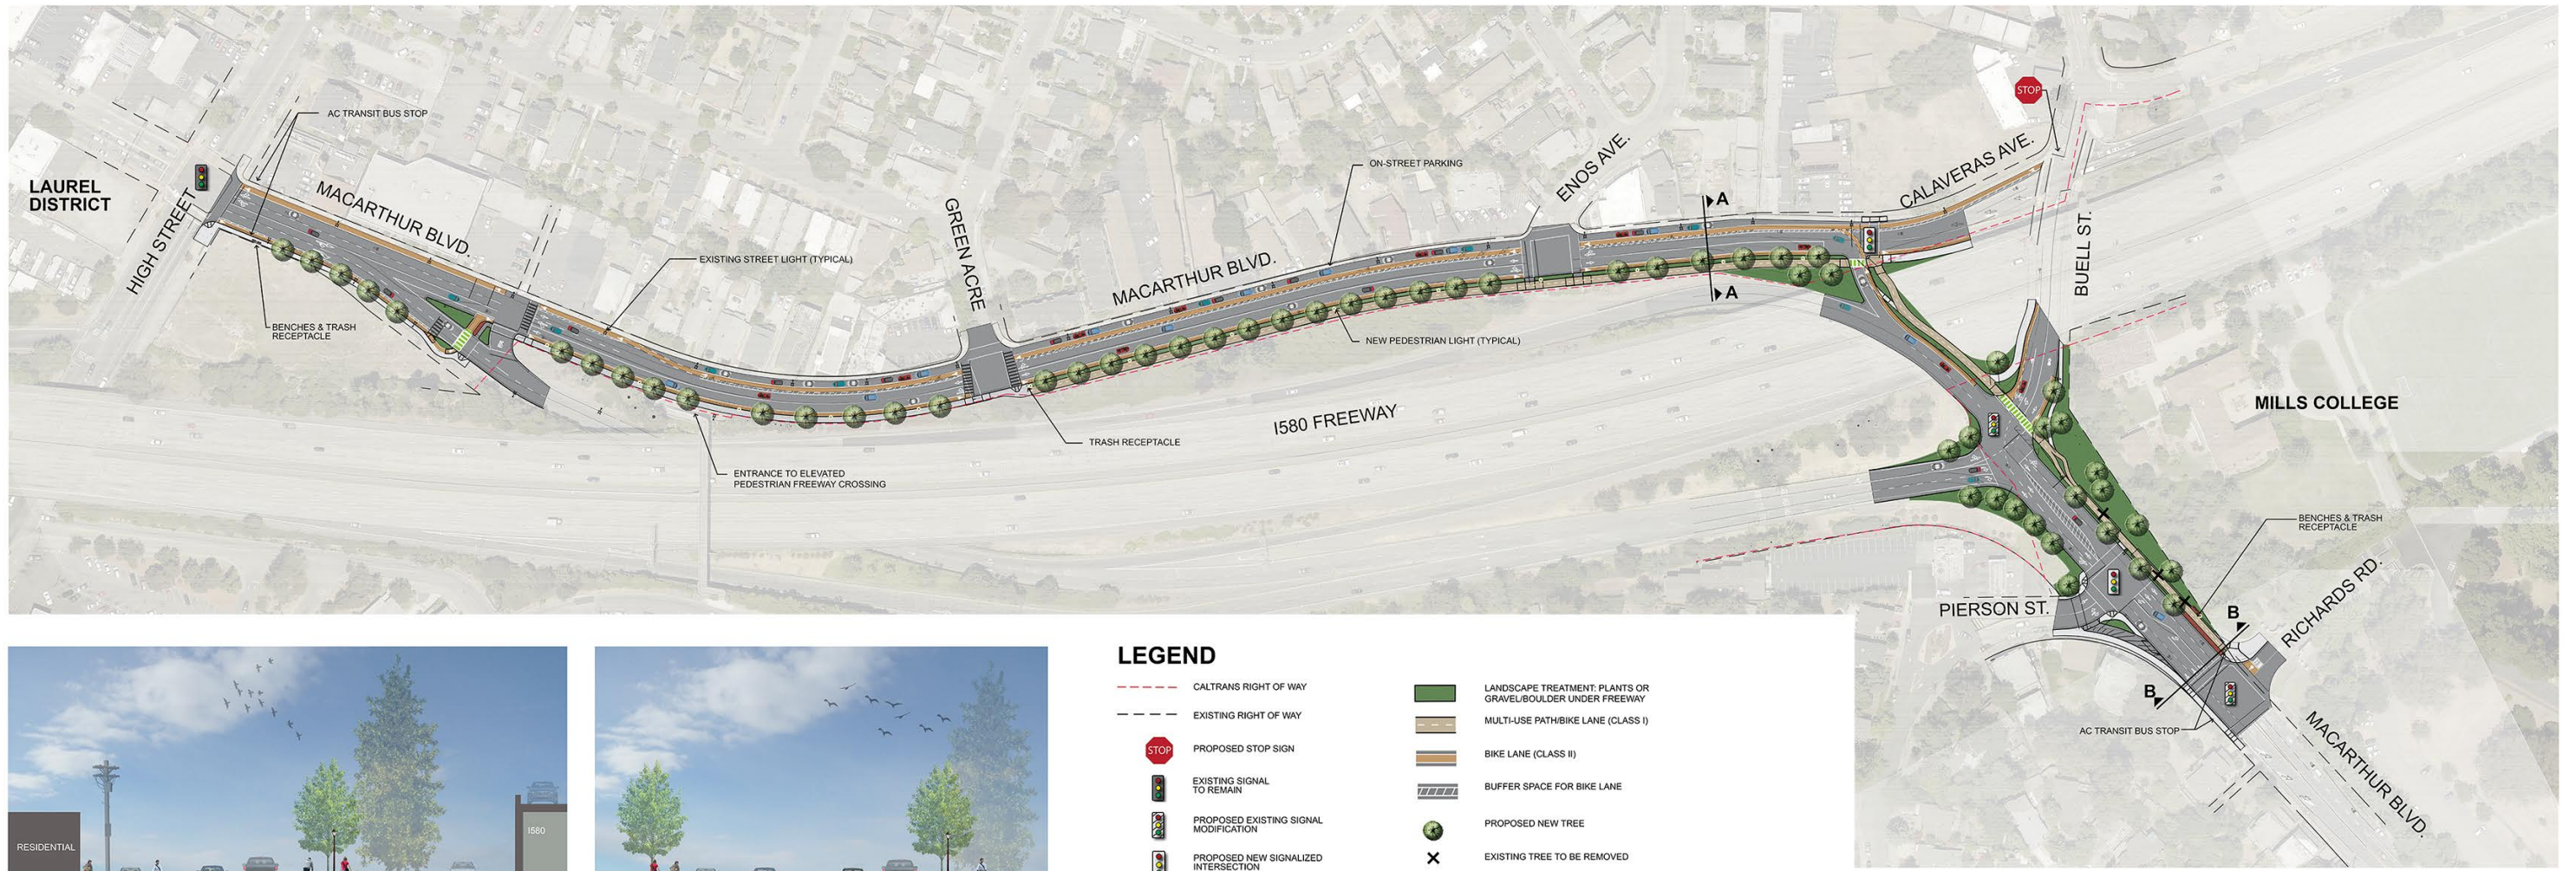 AC TRANSIT BUS STOP
LAUREL
DISTRICT
HIGH STREET
MACARTHUR BLVD.
BENCHES & TRASH
RECEPTACLE
EXISTING STREET LIGHT (TYPICAL)
ENTRANCE TO ELEVATED
PEDESTRIAN FREEWAY CROSSING
GREEN ACRE
TRASH RECEPTACLE
MACARTHUR BLVD.
ON-STREET PARKING
NEW PEDESTRIAN LIGHT (TYPICAL)
I580 FREEWAY
ENOS AVE.
A
A
CALAVERAS AVE.
STOP
BUELL ST.
MILLS COLLEGE
BENCHES & TRASH
RECEPTACLE
PIERSON ST.
RICHARDS RD.
B
B
AC TRANSIT BUS STOP
MACARTHUR BLVD.
RESIDENTIAL
I580
LEGEND
CALTRANS RIGHT OF WAY
EXISTING RIGHT OF WAY
STOP
PROPOSED STOP SIGN
EXISTING SIGNAL
TO REMAIN
PROPOSED EXISTING SIGNAL
MODIFICATION
PROPOSED NEW SIGNALIZED
INTERSECTION
LANDSCAPE TREATMENT: PLANTS OR
GRAVEL/BOULDER UNDER FREEWAY
MULTI-USE PATH/BIKE LANE (CLASS I)
BIKE LANE (CLASS II)
BUFFER SPACE FOR BIKE LANE
PROPOSED NEW TREE
EXISTING TREE TO BE REMOVED